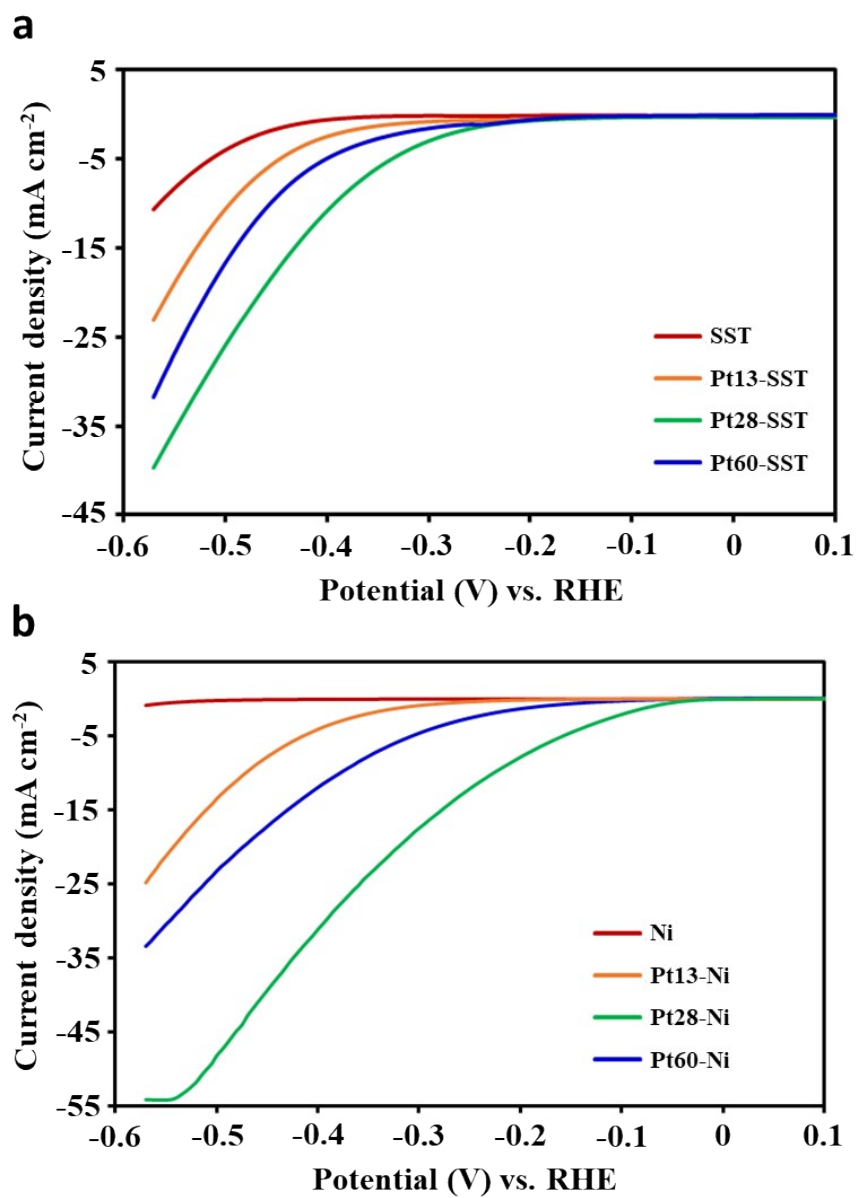 a
5
-5
-15
-25
-35
-45
Current density (mA cm-2)
SST
Pt13-SST
Pt28-SST
Pt60-SST
-0.6 -0.5 -0.4 -0.3 -0.2 -0.1 0 0.1
Potential (V) vs. RHE
b
5
-5
-15
-25
-35
-45
-55
Current density (mA cm-2)
Ni
Pt13-Ni
Pt28-Ni
Pt60-Ni
-0.6 -0.5 -0.4 -0.3 -0.2 -0.1 0 0.1
Potential (V) vs. RHE